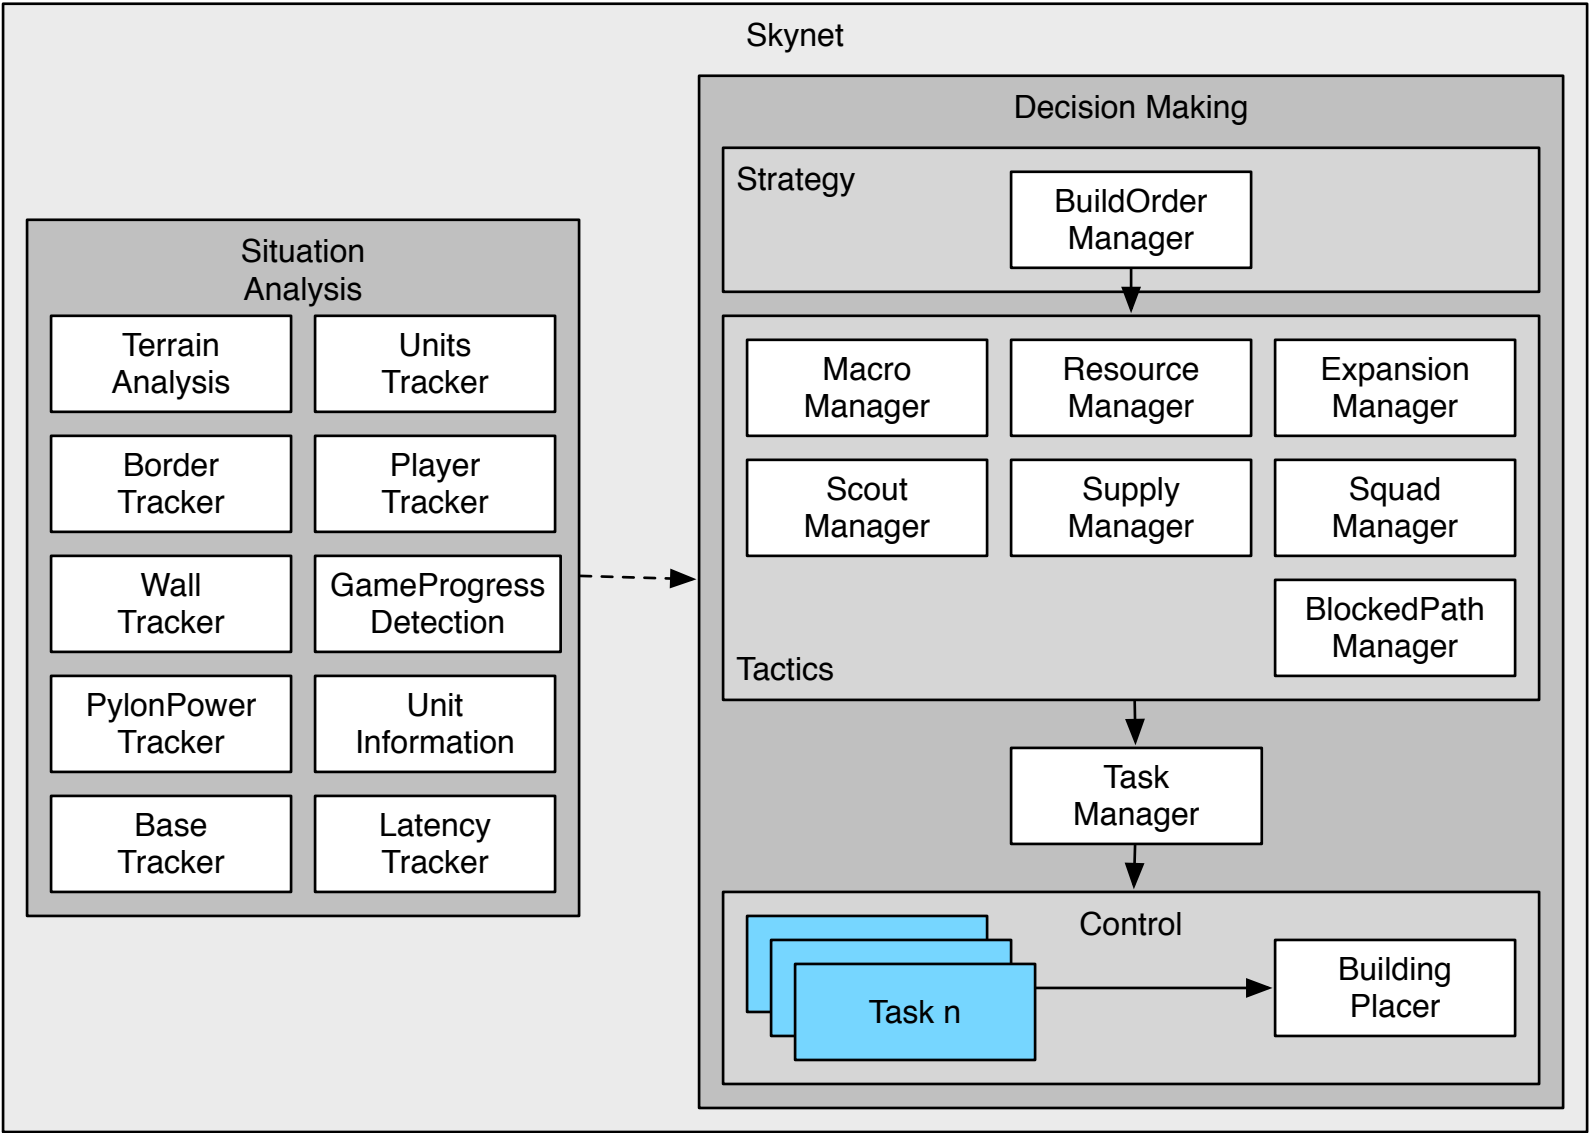 Skynet
Situation
Analysis
Terrain
Analysis
Units
Tracker
Border
Tracker
Player
Tracker
Wall
Tracker
GameProgress
Detection
PylonPower
Tracker
Unit
Information
Base
Tracker
Latency
Tracker
Decision Making
Strategy
BuildOrder
Manager
Macro
Manager
Resource
Manager
Expansion
Manager
Scout
Manager
Supply
Manager
Squad
Manager
BlockedPath
Manager
Tactics
Task
Manager
Control
Task n
Building
Placer